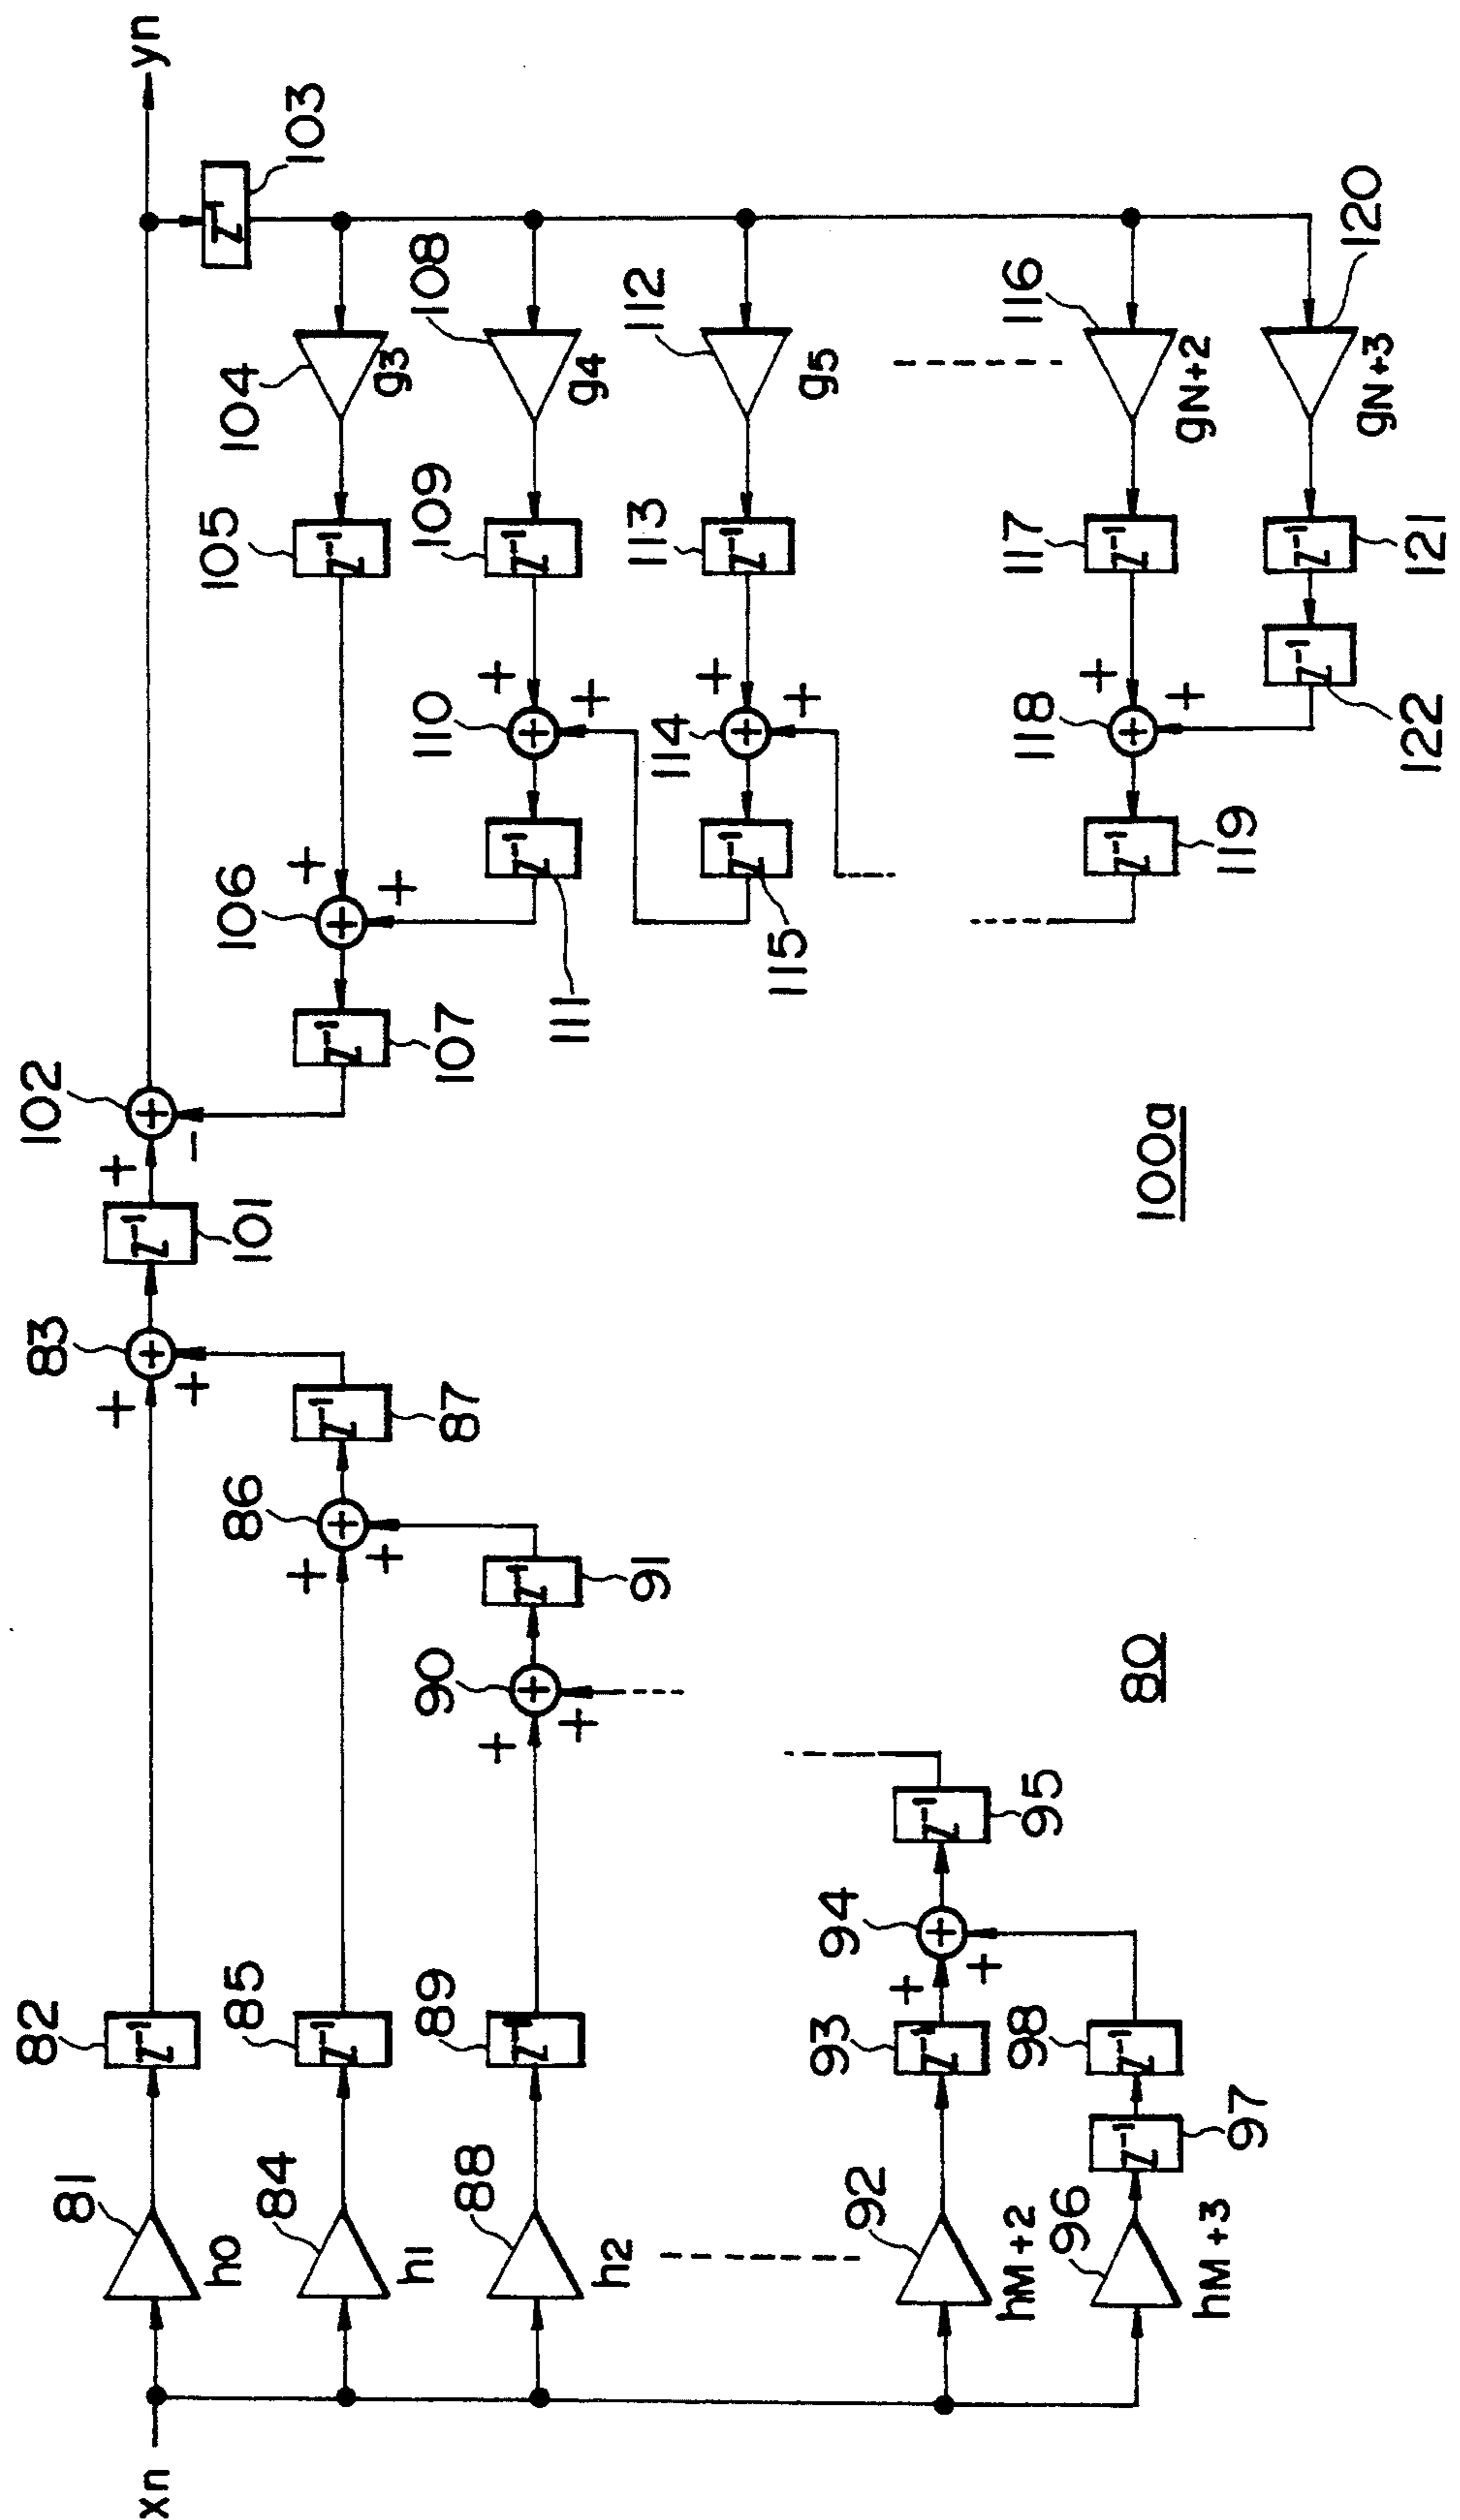 xn
81
h0
82
Z⁻¹
83
+
+
101
Z⁻¹
102
+
−
yn
103
Z⁻¹
84
h1
85
Z⁻¹
86
+
+
87
Z⁻¹
107
Z⁻¹
106
+
+
105
Z⁻¹
104
g3
88
h2
89
Z⁻¹
90
+
+
91
Z⁻¹
111
Z⁻¹
110
+
+
109
Z⁻¹
108
g4
115
Z⁻¹
114
+
+
113
Z⁻¹
112
g5
92
hM+2
93
Z⁻¹
94
+
+
95
Z⁻¹
96
hM+3
97
Z⁻¹
98
Z⁻¹
80
100a
119
Z⁻¹
118
+
+
117
Z⁻¹
116
gN+2
122
Z⁻¹
121
Z⁻¹
120
gN+3